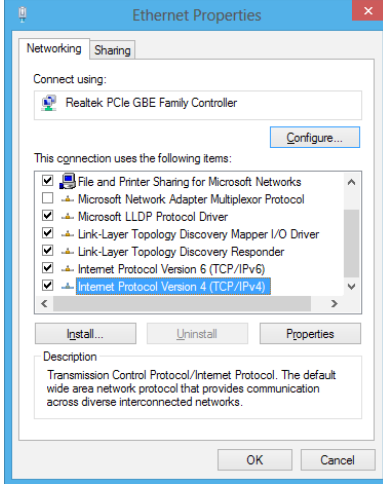 Ethernet Properties
Networking
Sharing
Connect using:
Realtek PCIe GBE Family Controller
Configure...
This connection uses the following items:
File and Printer Sharing for Microsoft Networks
Microsoft Network Adapter Multiplexor Protocol
Microsoft LLDP Protocol Driver
Link-Layer Topology Discovery Mapper I/O Driver
Link-Layer Topology Discovery Responder
Internet Protocol Version 6 (TCP/IPv6)
Internet Protocol Version 4 (TCP/IPv4)
Install...
Uninstall
Properties
Description
Transmission Control Protocol/Internet Protocol. The default
wide area network protocol that provides communication
across diverse interconnected networks.
OK
Cancel